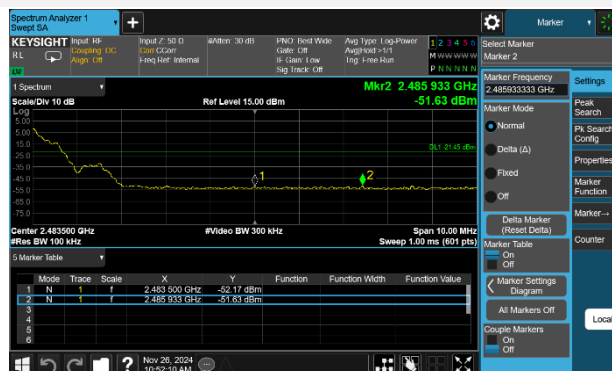 Spectrum Analyzer 1
Swept SA
+
Marker
KEYSIGHT Input: RF Input Z: 50 Ω #Atten: 30 dB PNO: Best Wide Avg Type: Log-Power 1 2 3 4 5 6
RL Coupling: DC Corr CCorr Gate: Off Avg|Hold:>1/1 M W W W W W
Align: Off Freq Ref: Internal IF Gain: Low Trig: Free Run P N N N N N
Sig Track: Off
LV
Select Marker
Marker 2
1 Spectrum
Mkr2 2.485 933 GHz
Scale/Div 10 dB Ref Level 15.00 dBm -51.63 dBm
Log
5.00
-5.00
-15.0
-25.0
-35.0
-45.0
-55.0
-65.0
-75.0
DL1 -21.45 dBm
1
2
Center 2.483500 GHz #Video BW 300 kHz Span 10.00 MHz
#Res BW 100 kHz Sweep 1.00 ms (601 pts)
5 Marker Table
Mode Trace Scale X Y Function Function Width Function Value
1 N 1 f 2.483 500 GHz -52.17 dBm
2 N 1 f 2.485 933 GHz -51.63 dBm
3
4
5
6
Marker Frequency
2.485933333 GHz
Marker Mode
Normal
Delta (Δ)
Fixed
Off
Delta Marker
(Reset Delta)
Marker Table
On
Off
Marker Settings
Diagram
All Markers Off
Couple Markers
On
Off
Settings
Peak
Search
Pk Search
Config
Properties
Marker
Function
Marker→
Counter
Local
? Nov 26, 2024
10:52:10 AM